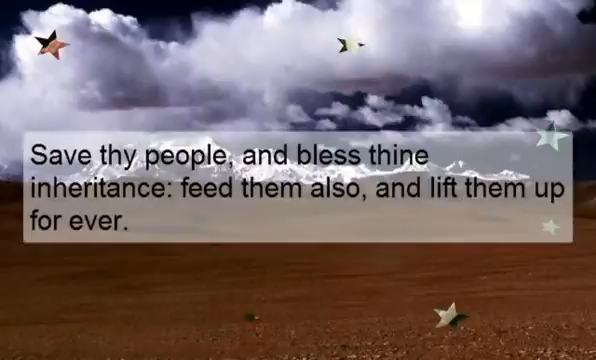 Save thy people, and bless thine
inheritance: feed them also, and lift them up
for ever.